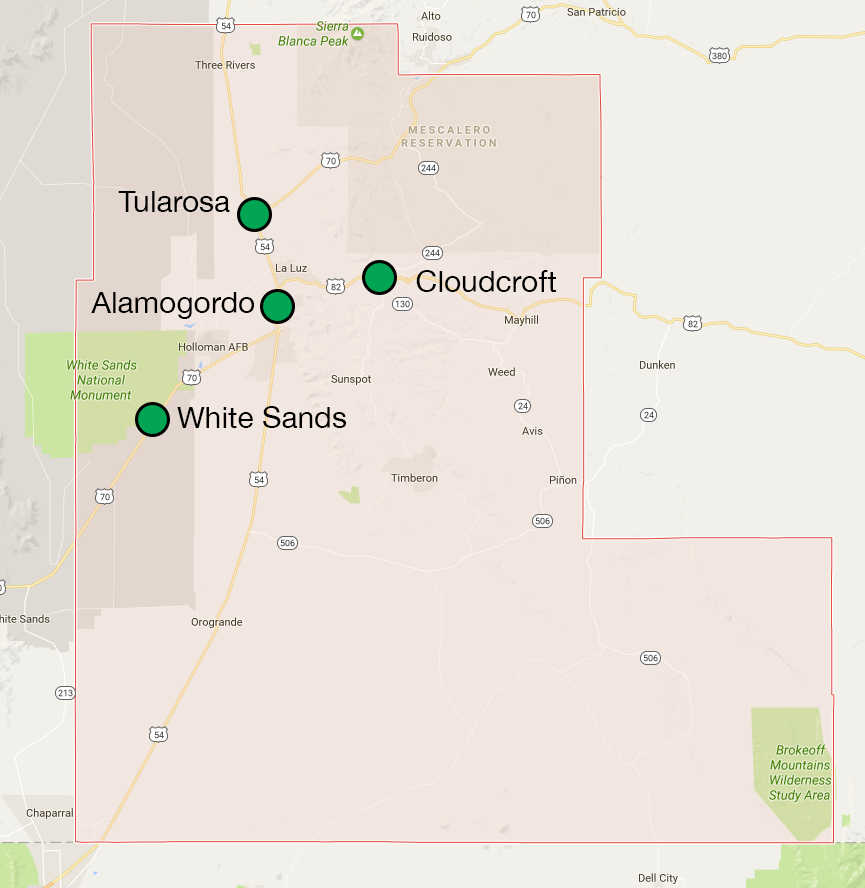 54
Sierra
Blanca Peak
Alto
70
San Patricio
Ruidoso
380
Three Rivers
MESCALERO
RESERVATION
70
244
Tularosa
54
244
La Luz
82
Cloudcroft
Alamogordo
130
Mayhill
82
Holloman AFB
White Sands
National
Monument
70
Sunspot
Weed
Dunken
24
24
White Sands
Avis
54
Timberon
Piñon
70
506
506
0
hite Sands
Orogrande
506
213
54
Brokeoff
Mountains
Wilderness
Study Area
Chaparral
Dell City